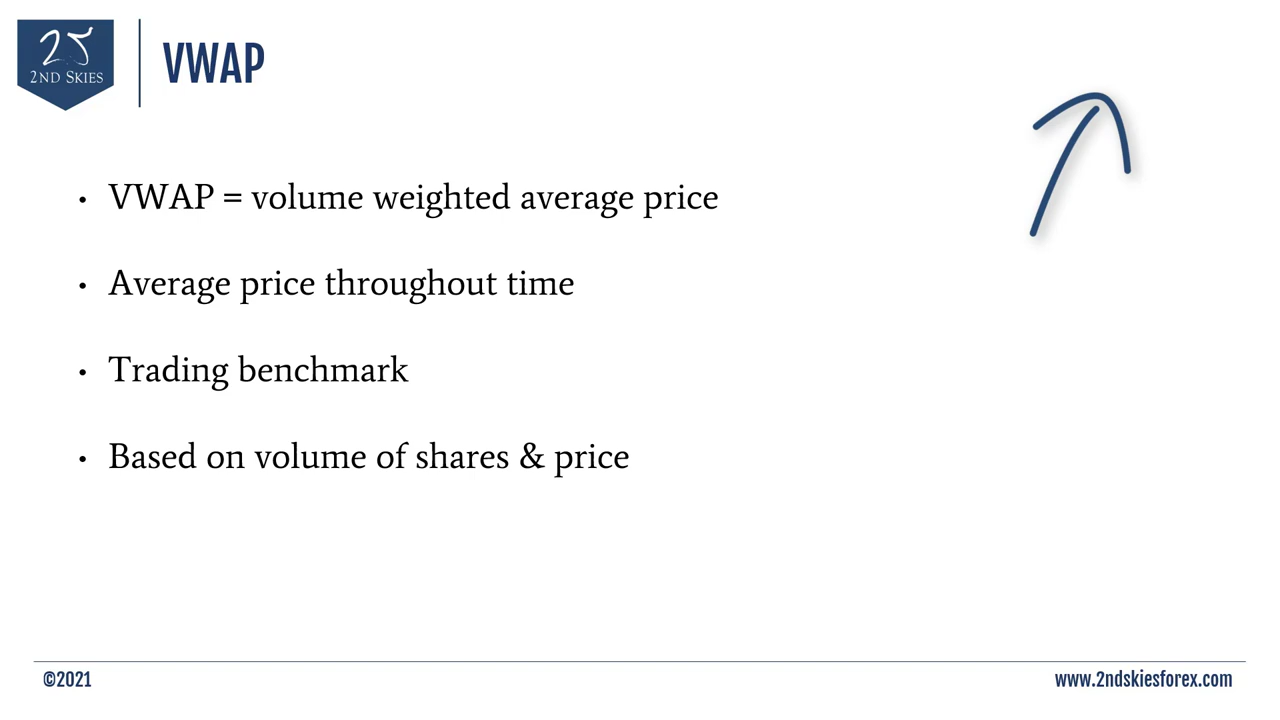 2S
2ND SKIES
VWAP
• VWAP = volume weighted average price
• Average price throughout time
• Trading benchmark
• Based on volume of shares & price
©2021
www.2ndskiesforex.com